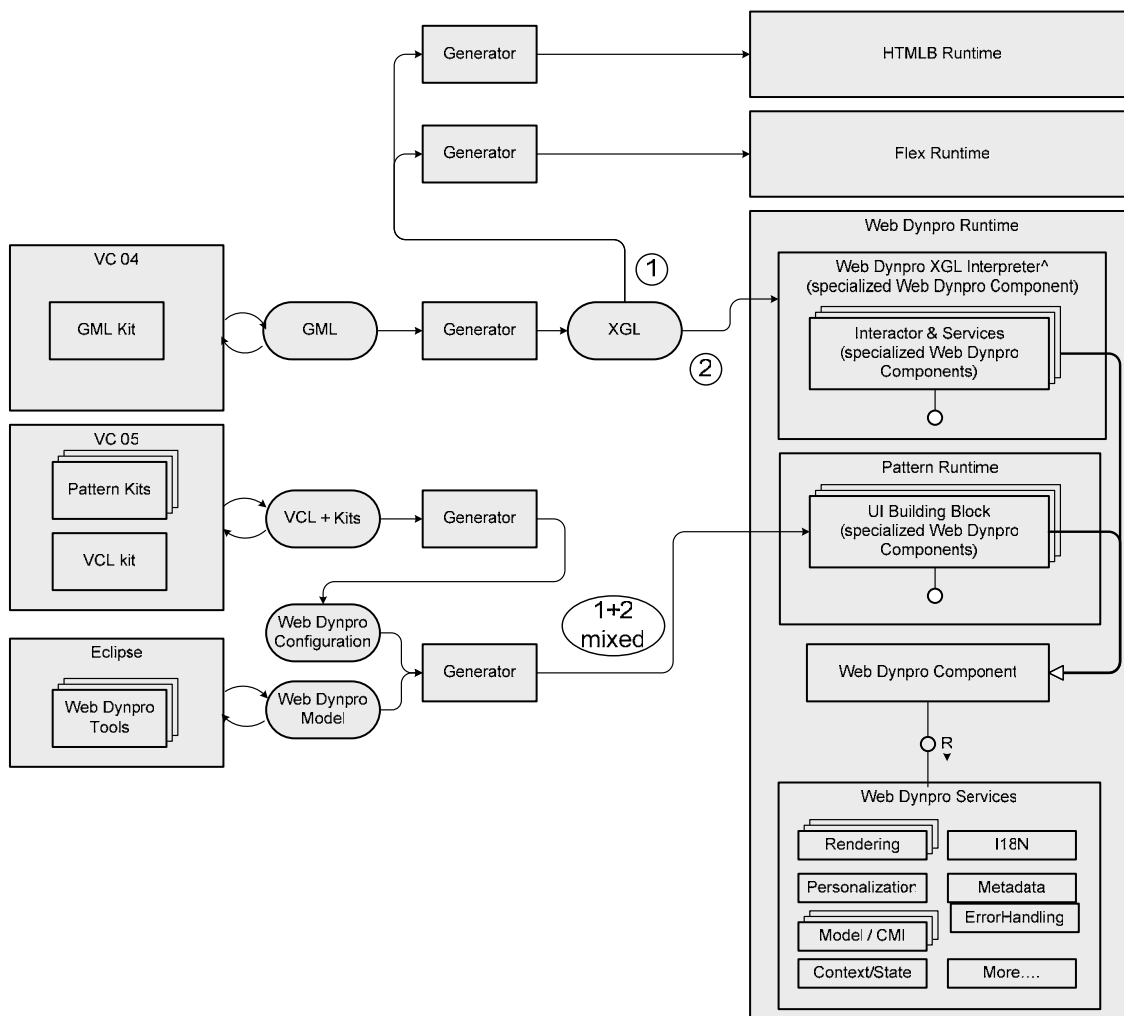 Generator
HTMLB Runtime
Generator
Flex Runtime
Web Dynpro Runtime
VC 04
GML Kit
GML
Generator
XGL
1
2
Web Dynpro XGL Interpreter^
(specialized Web Dynpro Component)
Interactor & Services
(specialized Web Dynpro
Components)
VC 05
Pattern Kits
VCL kit
VCL + Kits
Generator
Pattern Runtime
UI Building Block
(specialized Web Dynpro
Components)
Web Dynpro
Configuration
1+2
mixed
Eclipse
Web Dynpro
Tools
Web Dynpro
Model
Generator
Web Dynpro Component
R
Web Dynpro Services
Rendering
I18N
Personalization
Metadata
ErrorHandling
Model / CMI
Context/State
More....